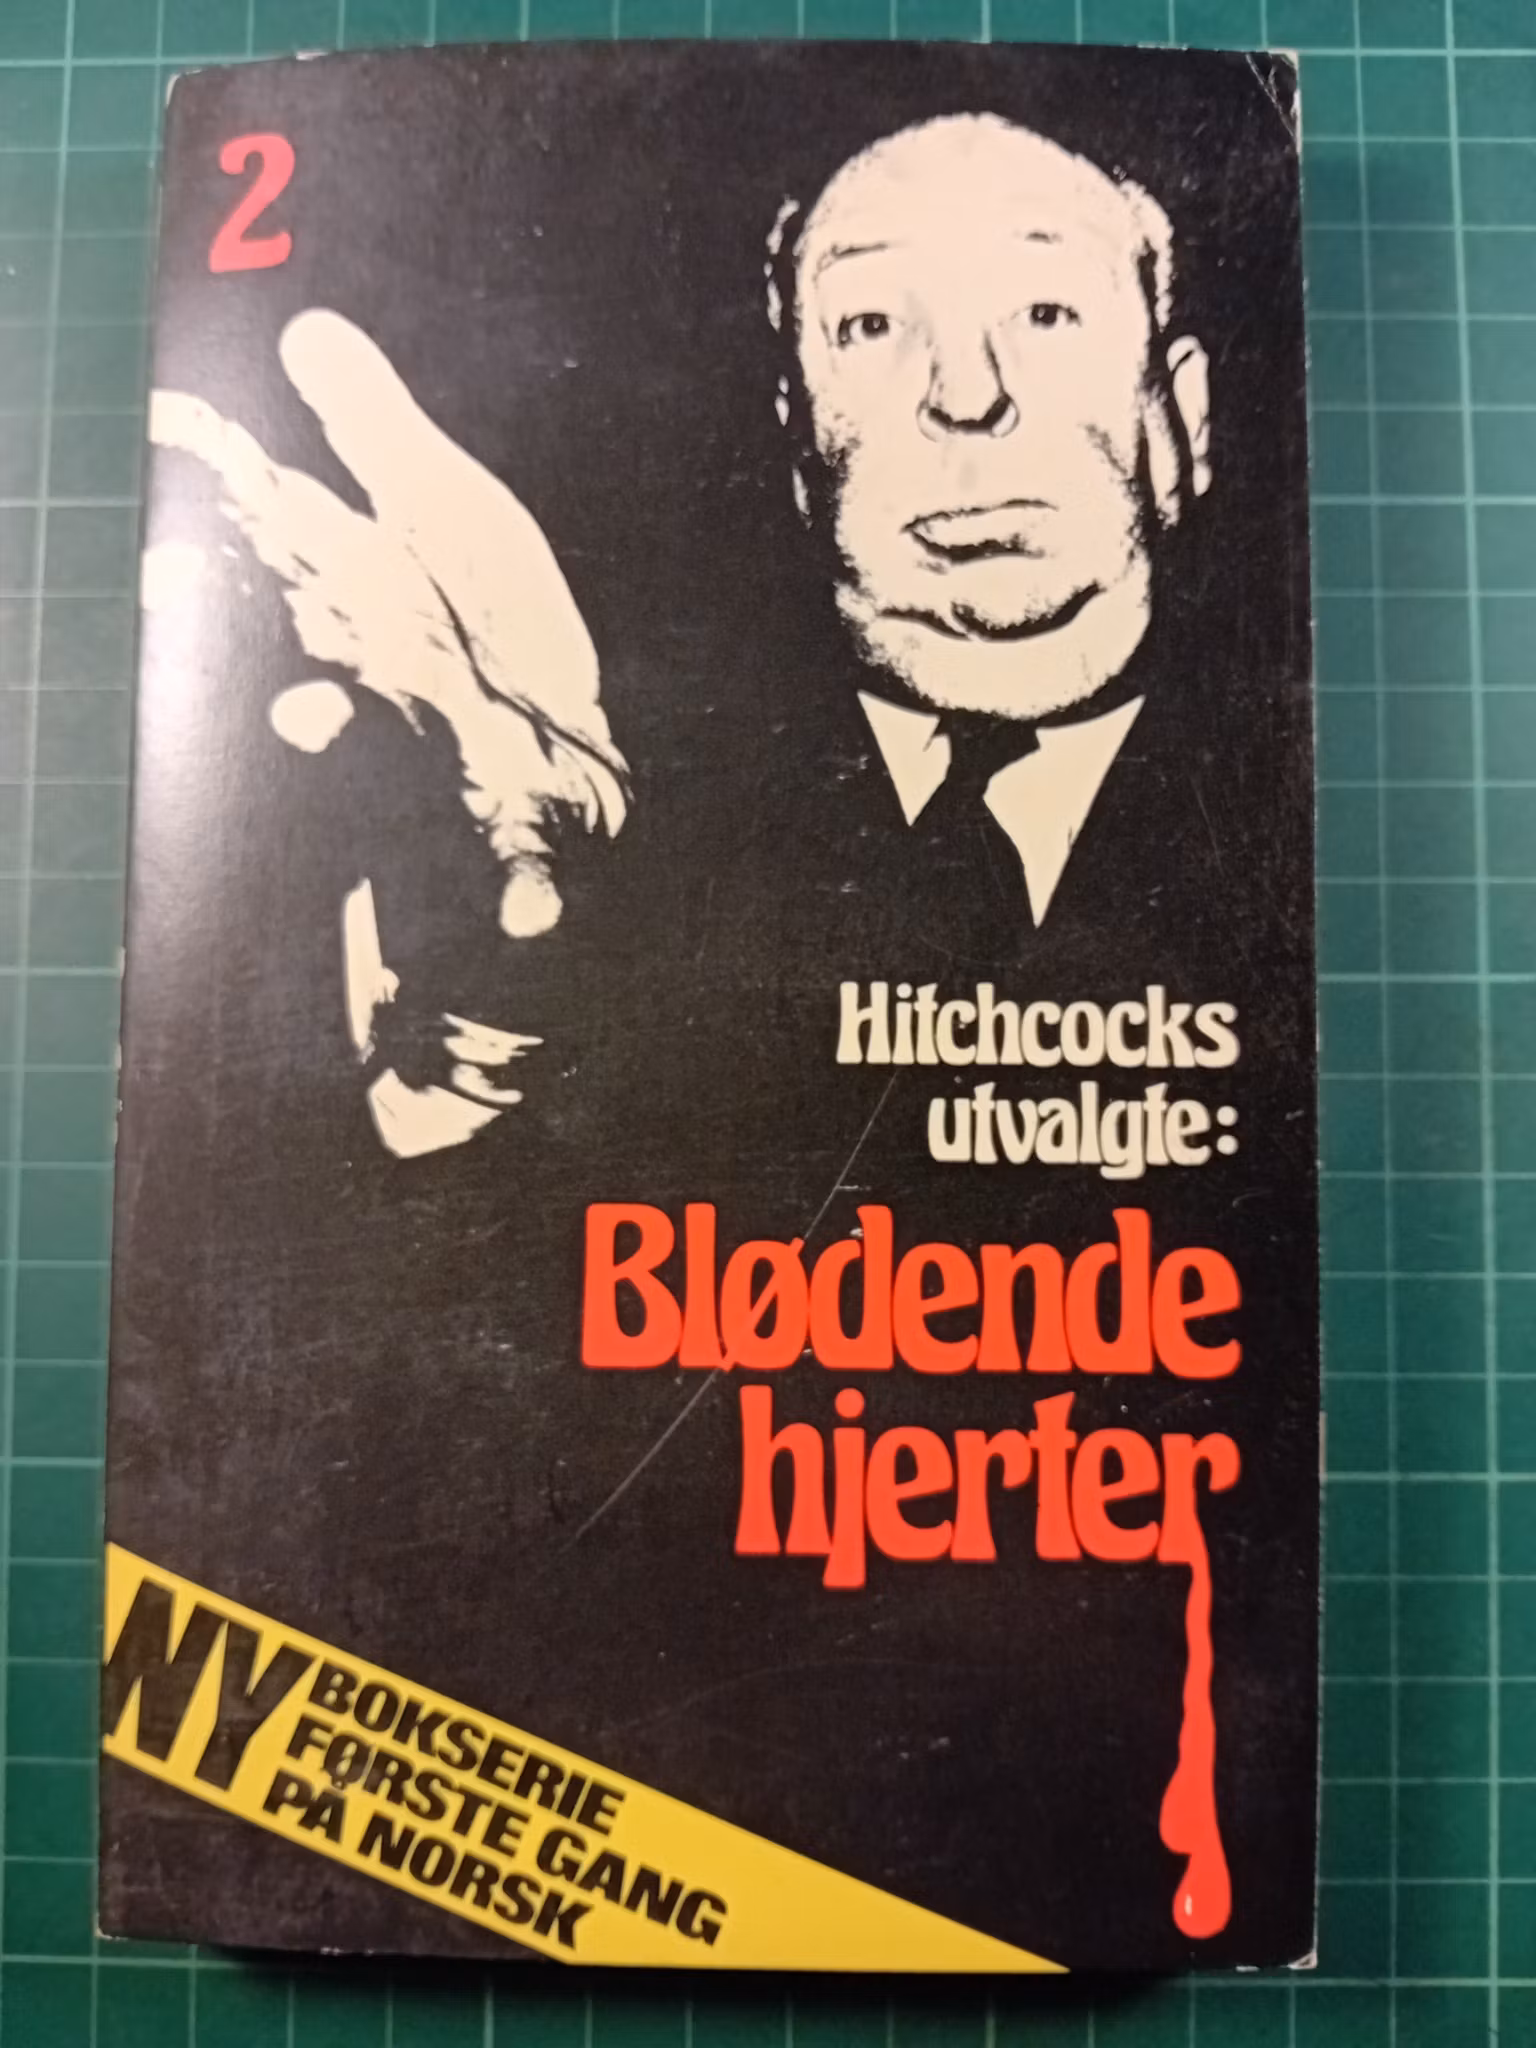 2
Hitchcocks
utvalgte:
Blødende
hjerter
NY
BOKSERIE
FØRSTE GANG
PÅ NORSK